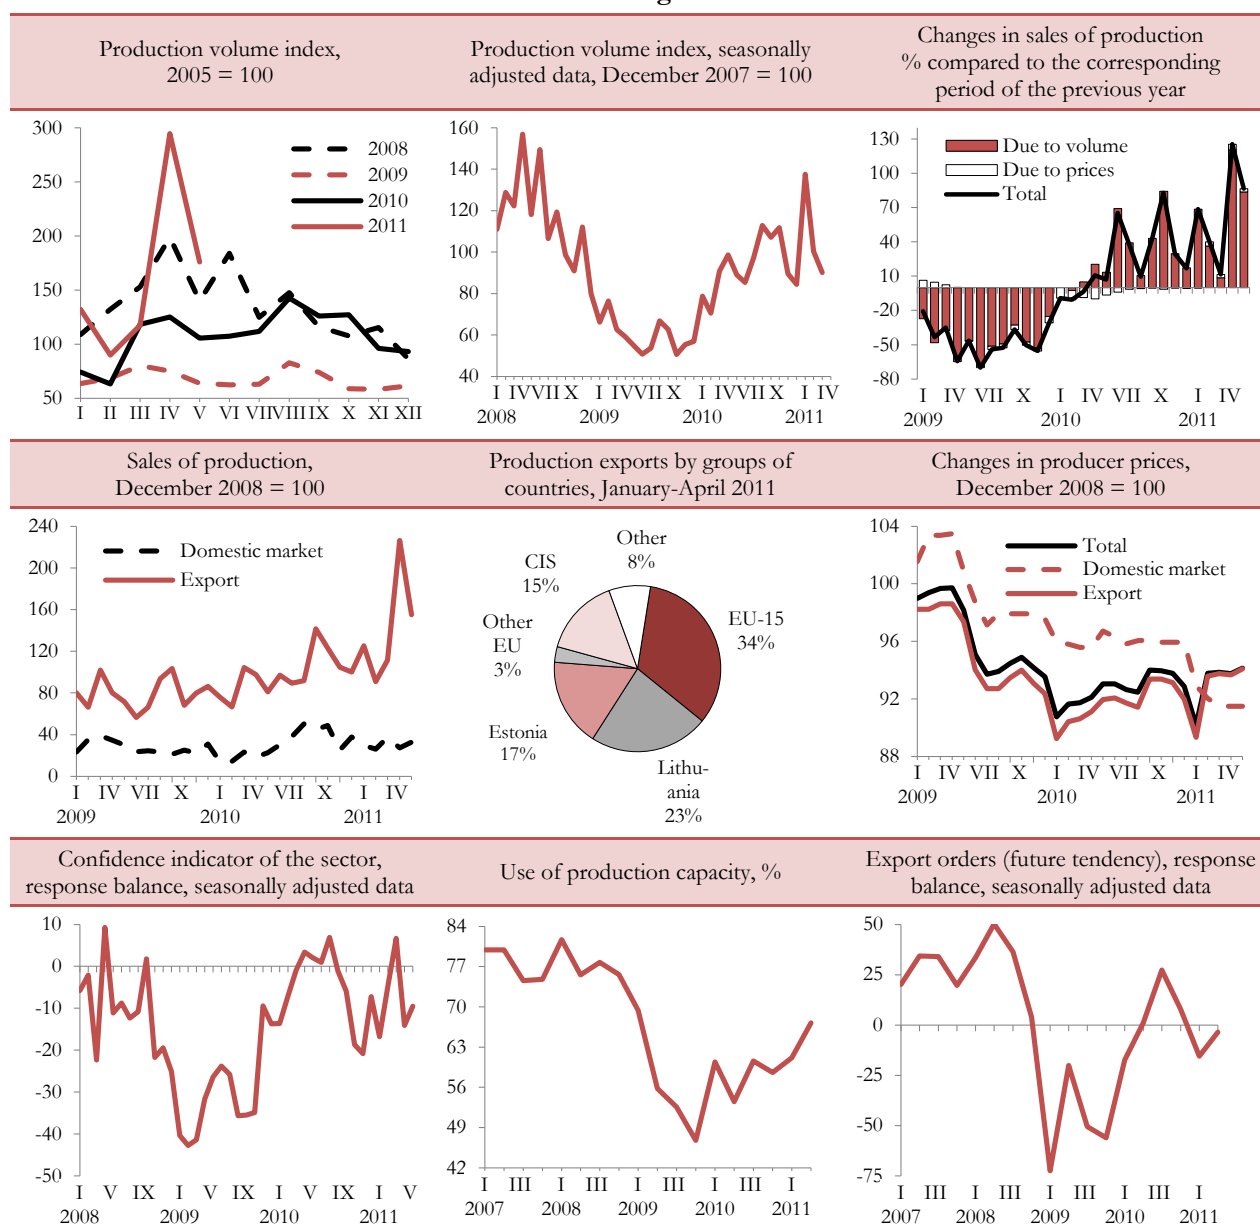 Production volume index,
2005 = 100
Production volume index, seasonally
adjusted data, December 2007 = 100
Changes in sales of production
% compared to the corresponding
period of the previous year
300
250
200
150
100
50
2008
2009
2010
2011
I II III IV V VI VII VIII IX X XI XII
160
140
120
100
80
60
40
I IV VII X I IV VII X I IV VII X I IV
2008 2009 2010 2011
130
100
70
40
10
-20
-50
-80
Due to volume
Due to prices
Total
I IV VII X I IV VII X I IV
2009 2010 2011
Sales of production,
December 2008 = 100
Production exports by groups of
countries, January-April 2011
Changes in producer prices,
December 2008 = 100
240
200
160
120
80
40
0
Domestic market
Export
I IV VII X I IV VII X I IV
2009 2010 2011
Other
8%
CIS
15%
EU-15
34%
Other
EU
3%
Estonia
17%
Lithu-
ania
23%
104
100
96
92
88
Total
Domestic market
Export
I IV VII X I IV VII X I IV
2009 2010 2011
Confidence indicator of the sector,
response balance, seasonally adjusted data
Use of production capacity, %
Export orders (future tendency), response
balance, seasonally adjusted data
10
0
-10
-20
-30
-40
-50
I V IX I V IX I V IX I V
2008 2009 2010 2011
84
77
70
63
56
49
42
I III I III I III I III I
2007 2008 2009 2010 2011
50
25
0
-25
-50
-75
I III I III I III I III I
2007 2008 2009 2010 2011